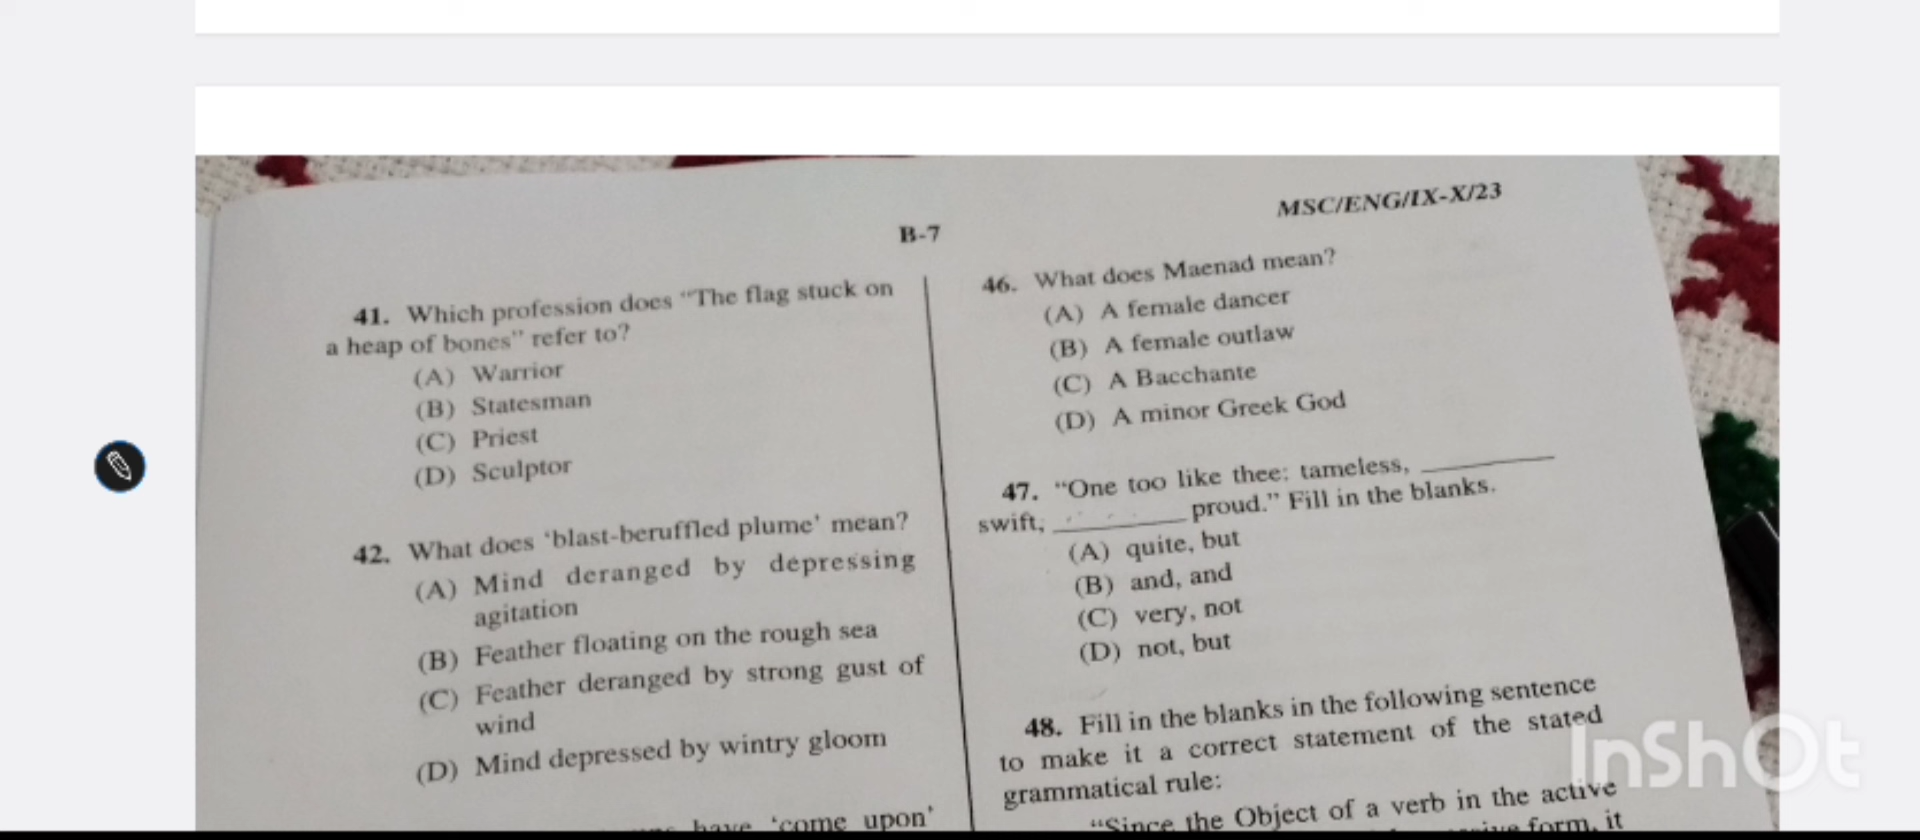 MSC/ENG/IX-X/23
B-7
41. Which profession does "The flag stuck on
a heap of bones" refer to?
(A) Warrior
(B) Statesman
(C) Priest
(D) Sculptor
42. What does 'blast-beruffled plume' mean?
(A) Mind deranged by depressing
agitation
(B) Feather floating on the rough sea
(C) Feather deranged by strong gust of
wind
(D) Mind depressed by wintry gloom
have 'come upon'
46. What does Maenad mean?
(A) A female dancer
(B) A female outlaw
(C) A Bacchante
(D) A minor Greek God
47. "One too like thee: tameless, ________
swift, ________ proud." Fill in the blanks.
(A) quite, but
(B) and, and
(C) very, not
(D) not, but
48. Fill in the blanks in the following sentence
to make it a correct statement of the stated
grammatical rule:
"Since the Object of a verb in the active
form, it
InShOt